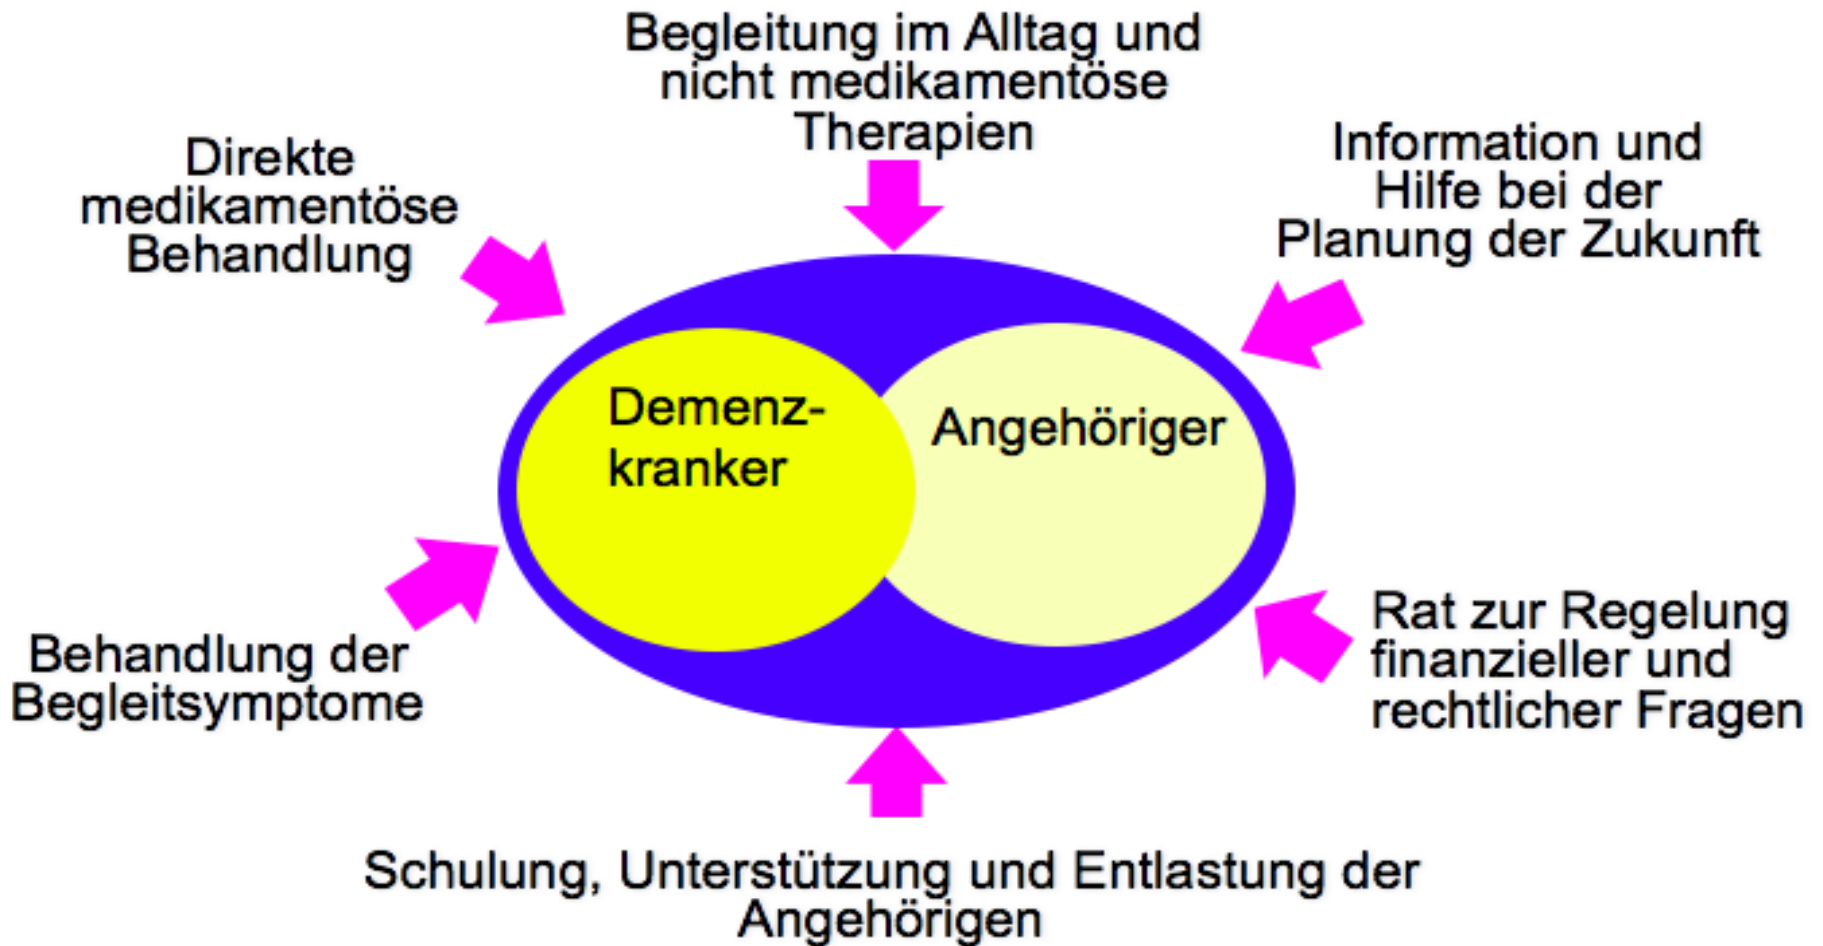 Begleitung im Alltag und
nicht medikamentöse
Therapien
Direkte
medikamentöse
Behandlung
Information und
Hilfe bei der
Planung der Zukunft
Demenz-
kranker
Angehöriger
Behandlung der
Begleitsymptome
Rat zur Regelung
finanzieller und
rechtlicher Fragen
Schulung, Unterstützung und Entlastung der
Angehörigen